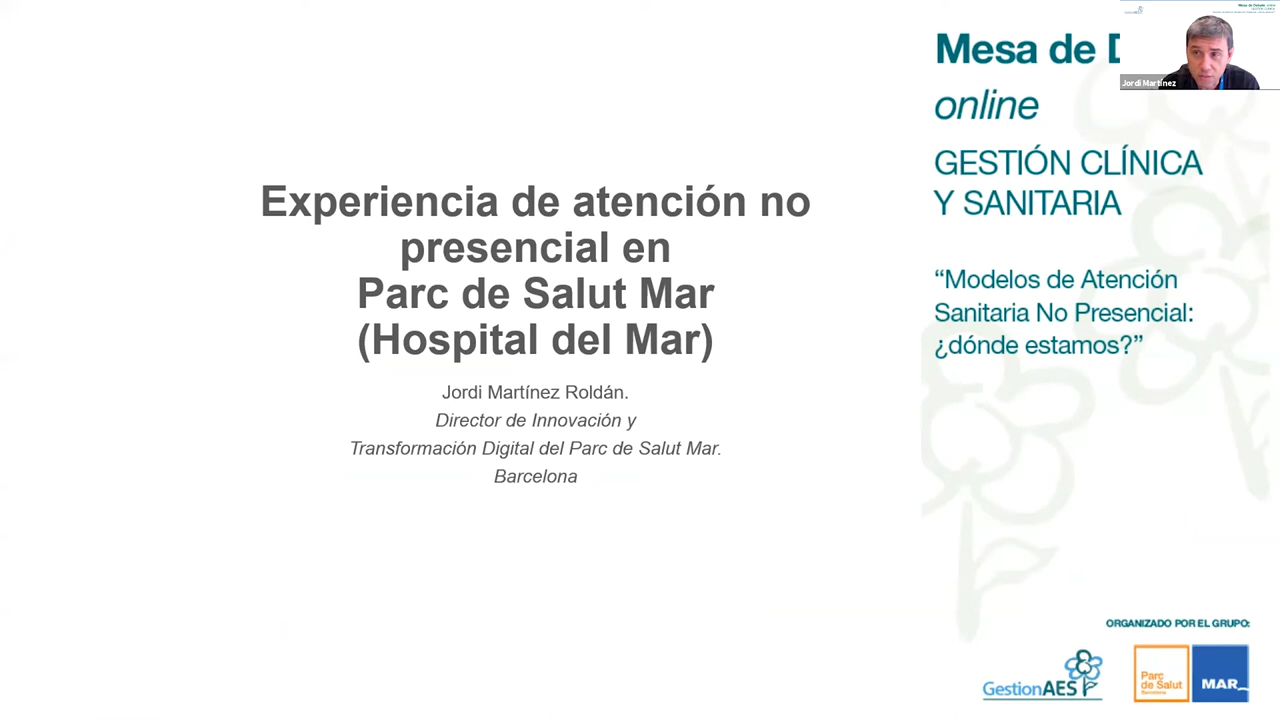 Experiencia de atención no
presencial en
Parc de Salut Mar
(Hospital del Mar)
Jordi Martínez Roldán.
Director de Innovación y
Transformación Digital del Parc de Salut Mar.
Barcelona
Mesa de
online
GESTIÓN CLÍNICA
Y SANITARIA
“Modelos de Atención
Sanitaria No Presencial:
¿dónde estamos?”
Jordi Martínez
ORGANIZADO POR EL GRUPO:
GestionAES
Parc
de Salut
Barcelona
MAR